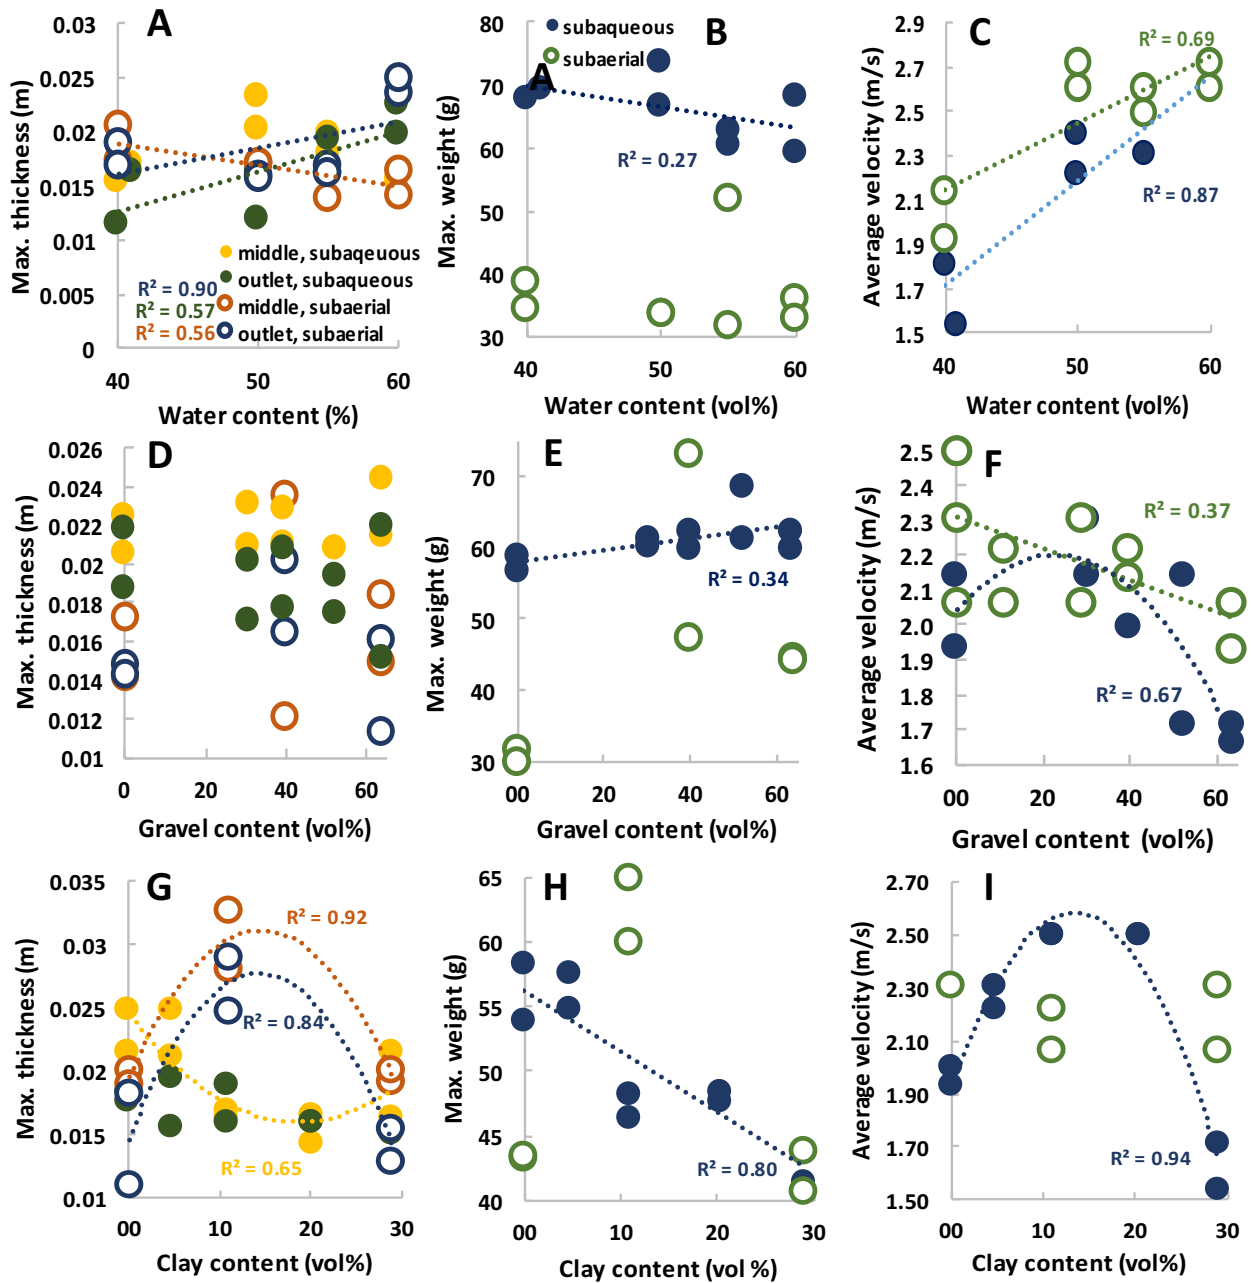 A
0.03
0.025
0.02
0.015
0.01
0.005
0
Max. thickness (m)
middle, subaqeuous
outlet, subaqueous
middle, subaerial
outlet, subaerial
R² = 0.90
R² = 0.57
R² = 0.56
40 50 60
Water content (%)
B
subaqueous
subaerial
A
80
70
60
50
40
30
Max. weight (g)
R² = 0.27
40 50 60
Water content (vol%)
C
2.9
2.7
2.5
2.3
2.1
1.9
1.7
1.5
Average velocity (m/s)
R² = 0.69
R² = 0.87
40 50 60
Water content (vol%)
D
0.026
0.024
0.022
0.02
0.018
0.016
0.014
0.012
0.01
Max. thickness (m)
0 20 40 60
Gravel content (vol%)
E
70
60
50
40
30
Max. weight (g)
R² = 0.34
00 20 40 60
Gravel content (vol%)
F
2.5
2.4
2.3
2.2
2.1
2.0
1.9
1.8
1.7
1.6
Average velocity (m/s)
R² = 0.37
R² = 0.67
00 20 40 60
Gravel content (vol%)
G
0.035
0.03
0.025
0.02
0.015
0.01
Max. thickness (m)
R² = 0.92
R² = 0.84
R² = 0.65
00 10 20 30
Clay content (vol%)
H
65
60
55
50
45
40
Max. weight (g)
R² = 0.80
00 10 20 30
Clay content (vol %)
I
2.70
2.50
2.30
2.10
1.90
1.70
1.50
Average velocity (m/s)
R² = 0.94
00 10 20 30
Clay content (vol%)